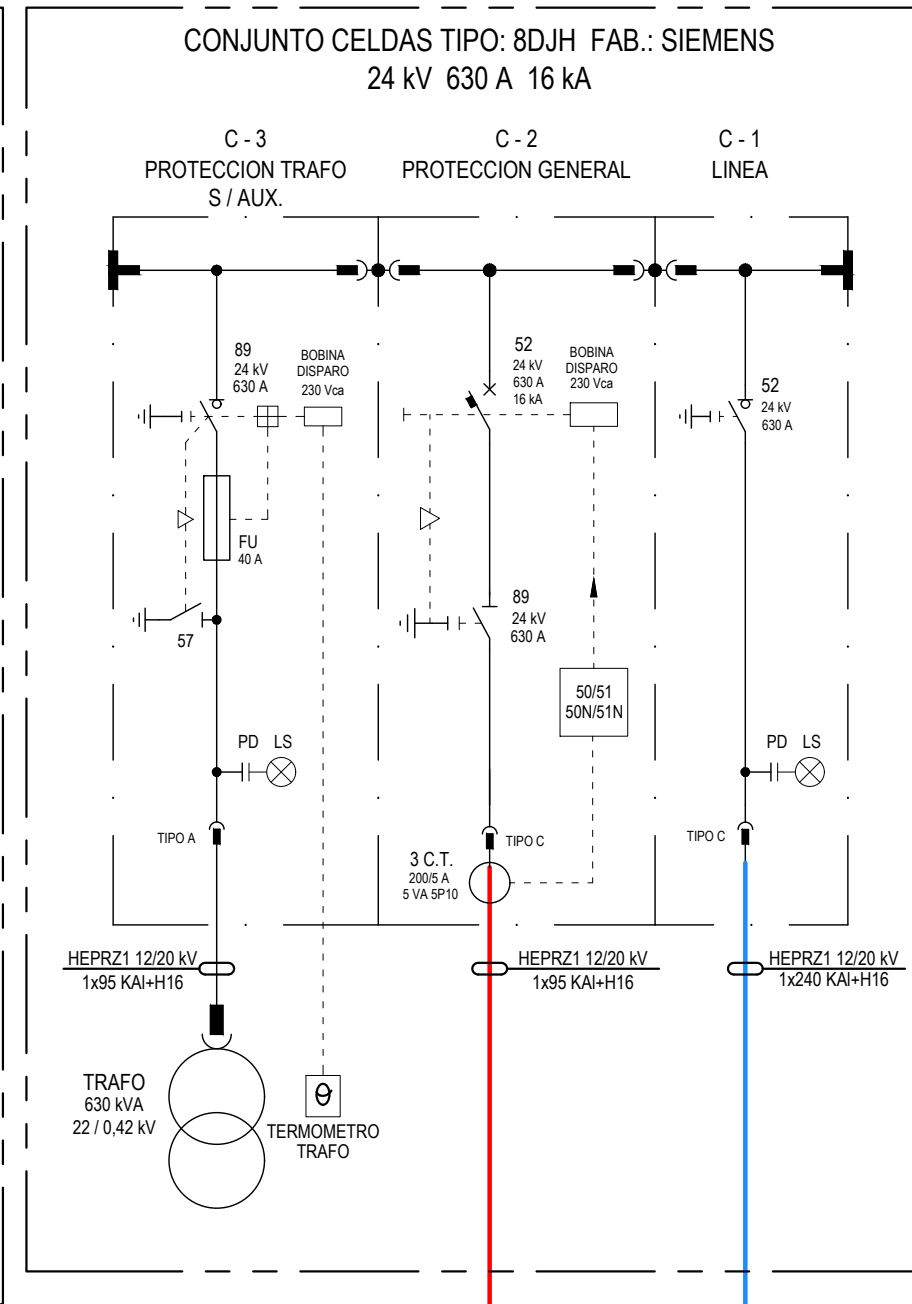 CONJUNTO CELDAS TIPO: 8DJH FAB.: SIEMENS
24 kV 630 A 16 kA
C - 3
PROTECCION TRAFO
S / AUX.
C - 2
PROTECCION GENERAL
C - 1
LINEA
89
24 kV
630 A
BOBINA
DISPARO
230 Vca
FU
40 A
57
PD LS
TIPO A
HEPRZ1 12/20 kV
1x95 KAl+H16
TRAFO
630 kVA
22 / 0,42 kV
TERMOMETRO
TRAFO
52
24 kV
630 A
16 kA
BOBINA
DISPARO
230 Vca
89
24 kV
630 A
50/51
50N/51N
TIPO C
3 C.T.
200/5 A
5 VA 5P10
HEPRZ1 12/20 kV
1x95 KAl+H16
52
24 kV
630 A
PD LS
TIPO C
HEPRZ1 12/20 kV
1x240 KAl+H16